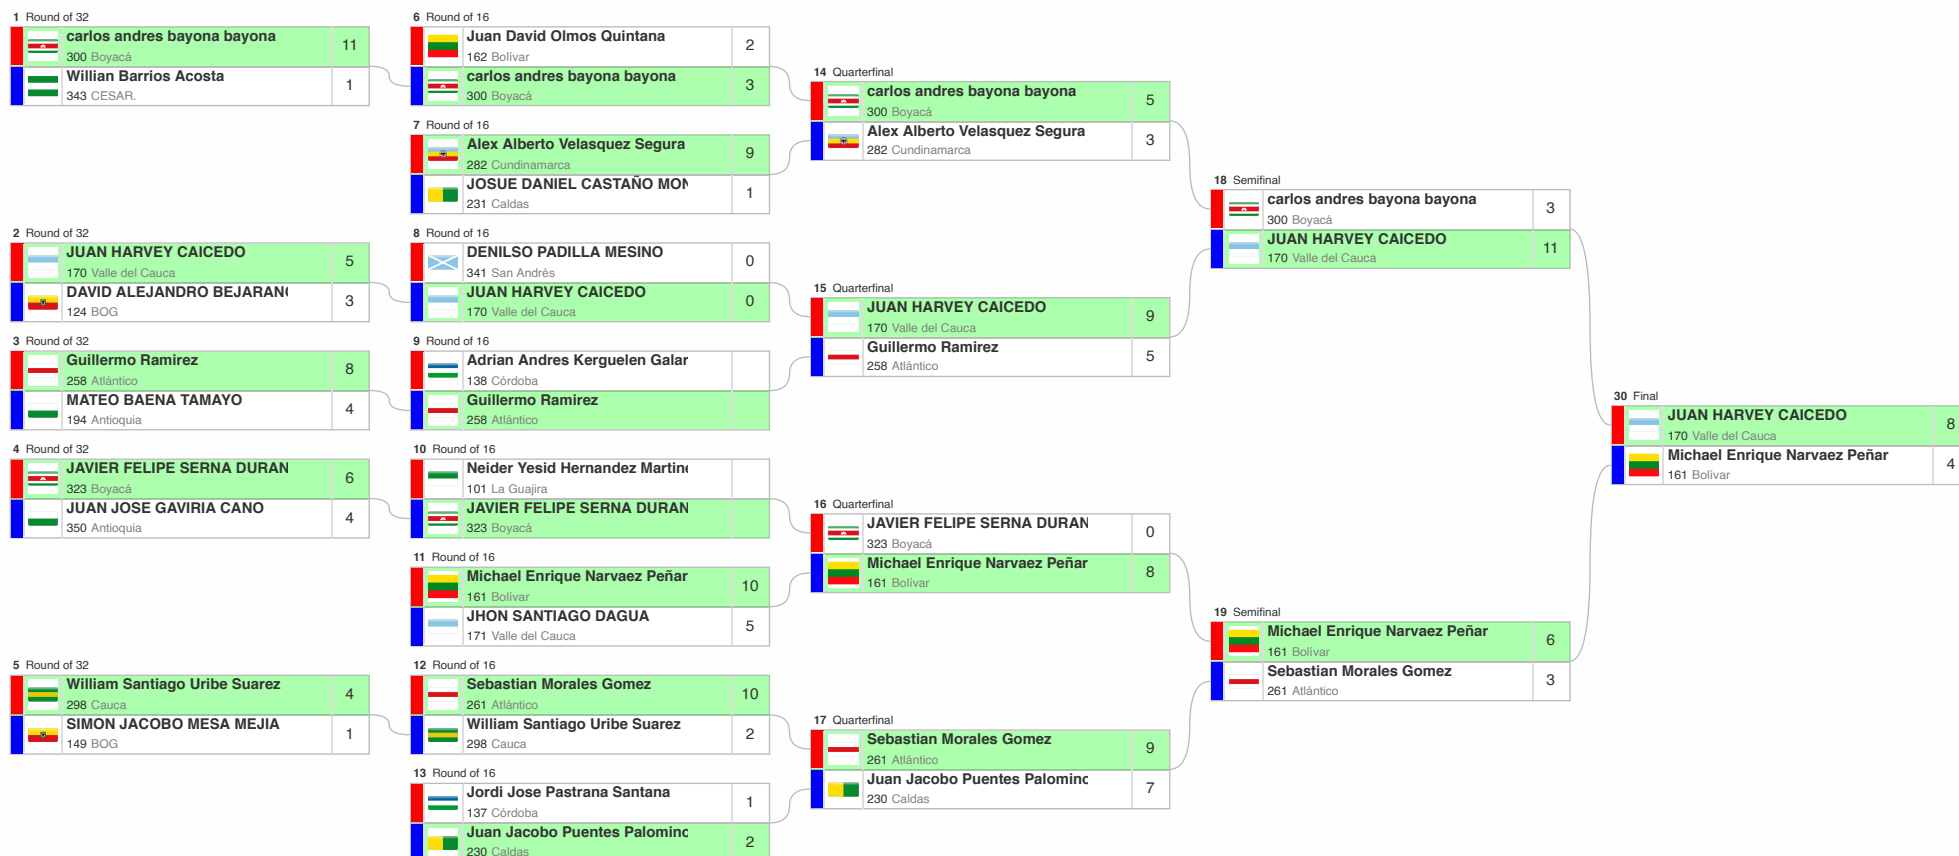 1 Round of 32
carlos andres bayona bayona 11
300 Boyacá
Willian Barrios Acosta 1
343 CESAR.
2 Round of 32
JUAN HARVEY CAICEDO 5
170 Valle del Cauca
DAVID ALEJANDRO BEJARANO 3
124 BOG
3 Round of 32
Guillermo Ramirez 8
258 Atlántico
MATEO BAENA TAMAYO 4
194 Antioquia
4 Round of 32
JAVIER FELIPE SERNA DURAN 6
323 Boyacá
JUAN JOSE GAVIRIA CANO 4
350 Antioquia
5 Round of 32
William Santiago Uribe Suarez 4
298 Cauca
SIMON JACOBO MESA MEJIA 1
149 BOG
6 Round of 16
Juan David Olmos Quintana 2
162 Bolívar
carlos andres bayona bayona 3
300 Boyacá
7 Round of 16
Alex Alberto Velasquez Segura 9
282 Cundinamarca
JOSUE DANIEL CASTAÑO MON 1
231 Caldas
8 Round of 16
DENILSO PADILLA MESINO 0
341 San Andrés
JUAN HARVEY CAICEDO 0
170 Valle del Cauca
9 Round of 16
Adrian Andres Kerguelen Galar
138 Córdoba
Guillermo Ramirez
258 Atlántico
10 Round of 16
Neider Yesid Hernandez Martine
101 La Guajira
JAVIER FELIPE SERNA DURAN
323 Boyacá
11 Round of 16
Michael Enrique Narvaez Peñar 10
161 Bolívar
JHON SANTIAGO DAGUA 5
171 Valle del Cauca
12 Round of 16
Sebastian Morales Gomez 10
261 Atlántico
William Santiago Uribe Suarez 2
298 Cauca
13 Round of 16
Jordi Jose Pastrana Santana 1
137 Córdoba
Juan Jacobo Puentes Palomino 2
230 Caldas
14 Quarterfinal
carlos andres bayona bayona 5
300 Boyacá
Alex Alberto Velasquez Segura 3
282 Cundinamarca
15 Quarterfinal
JUAN HARVEY CAICEDO 9
170 Valle del Cauca
Guillermo Ramirez 5
258 Atlántico
16 Quarterfinal
JAVIER FELIPE SERNA DURAN 0
323 Boyacá
Michael Enrique Narvaez Peñar 8
161 Bolívar
17 Quarterfinal
Sebastian Morales Gomez 9
261 Atlántico
Juan Jacobo Puentes Palomino 7
230 Caldas
18 Semifinal
carlos andres bayona bayona 3
300 Boyacá
JUAN HARVEY CAICEDO 11
170 Valle del Cauca
19 Semifinal
Michael Enrique Narvaez Peñar 6
161 Bolívar
Sebastian Morales Gomez 3
261 Atlántico
30 Final
JUAN HARVEY CAICEDO 8
170 Valle del Cauca
Michael Enrique Narvaez Peñar 4
161 Bolívar